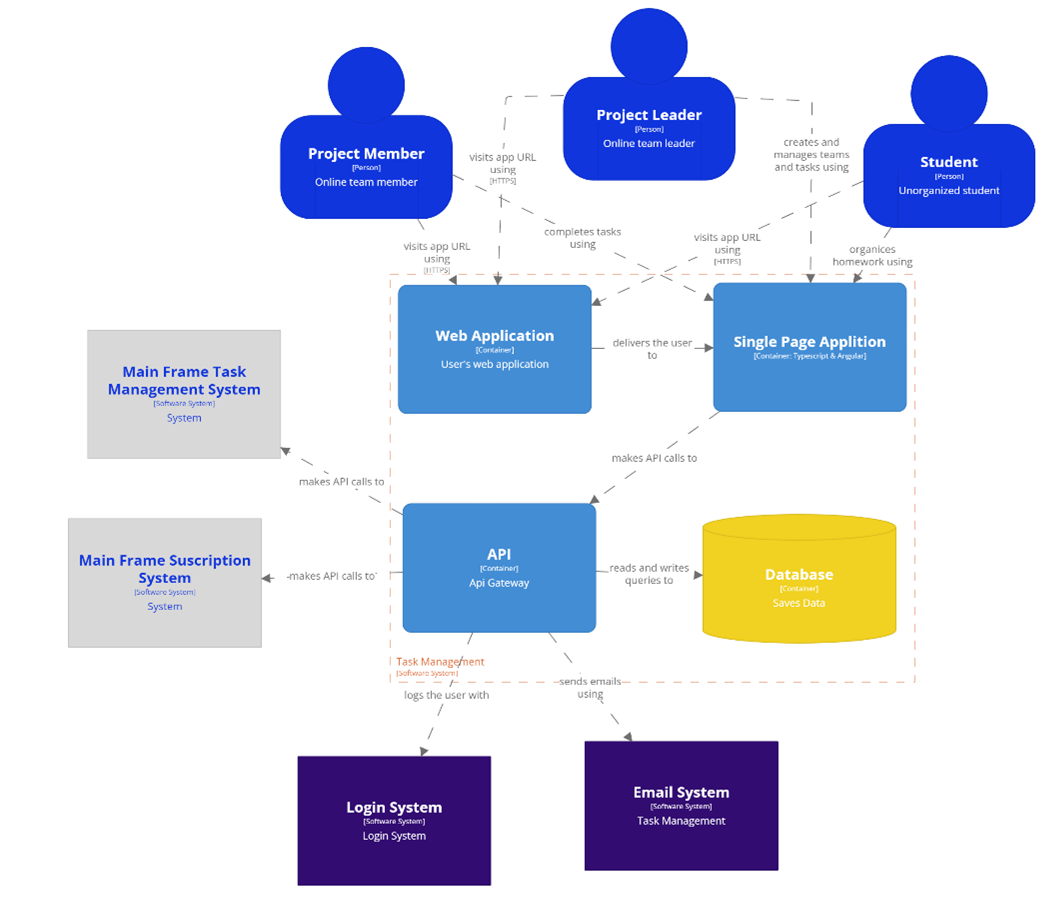 Project Leader
[Person]
Online team leader
Project Member
[Person]
Online team member
Student
[Person]
Unorganized student
visits app URL
using
[HTTPS]
creates and
manages teams
and tasks using
visits app URL
using
[HTTPS]
completes tasks
using
visits app URL
using
[HTTPS]
organices
homework using
Web Application
[Container]
User's web application
delivers the user
to
Single Page Applition
[Container: Typescript & Angular]
Main Frame Task
Management System
[Software System]
System
makes API calls to
makes API calls to
Main Frame Suscription
System
[Software System]
System
makes API calls to
API
[Container]
Api Gateway
reads and writes
queries to
Database
[Container]
Saves Data
Task Management
[Software System]
logs the user with
sends emails
using
Login System
[Software System]
Login System
Email System
[Software System]
Task Management